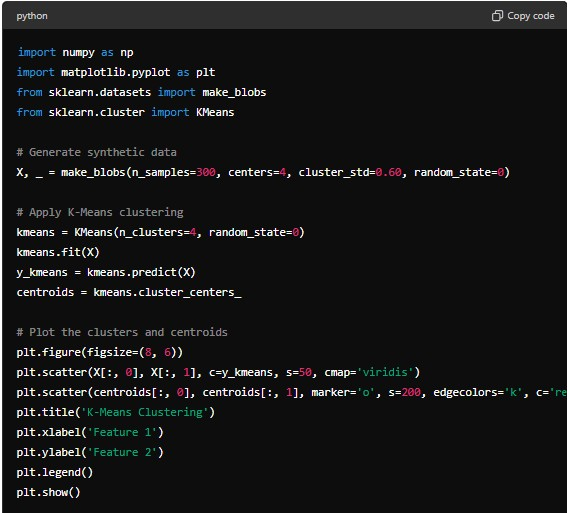 python
Copy code
import numpy as np
import matplotlib.pyplot as plt
from sklearn.datasets import make_blobs
from sklearn.cluster import KMeans
# Generate synthetic data
X, _ = make_blobs(n_samples=300, centers=4, cluster_std=0.60, random_state=0)
# Apply K-Means clustering
kmeans = KMeans(n_clusters=4, random_state=0)
kmeans.fit(X)
y_kmeans = kmeans.predict(X)
centroids = kmeans.cluster_centers_
# Plot the clusters and centroids
plt.figure(figsize=(8, 6))
plt.scatter(X[:, 0], X[:, 1], c=y_kmeans, s=50, cmap='viridis')
plt.scatter(centroids[:, 0], centroids[:, 1], marker='o', s=200, edgecolors='k', c='re
plt.title('K-Means Clustering')
plt.xlabel('Feature 1')
plt.ylabel('Feature 2')
plt.legend()
plt.show()